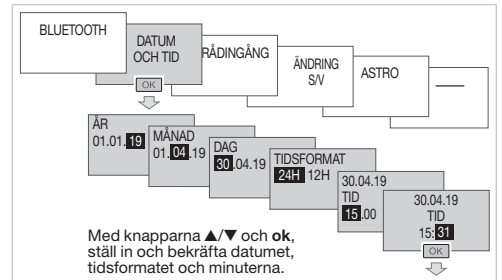 BLUETOOTH
DATUM
OCH TID
OK
RÅDINGÅNG
ÄNDRING
S/V
ASTRO
ÅR
01.01.19
MÅNAD
01.04.19
DAG
30.04.19
TIDSFORMAT
24H 12H
30.04.19
TID
15.00
30.04.19
TID
15:31
OK
Med knapparna ▲/▼ och ok,
ställ in och bekräfta datumet,
tidsformatet och minuterna.